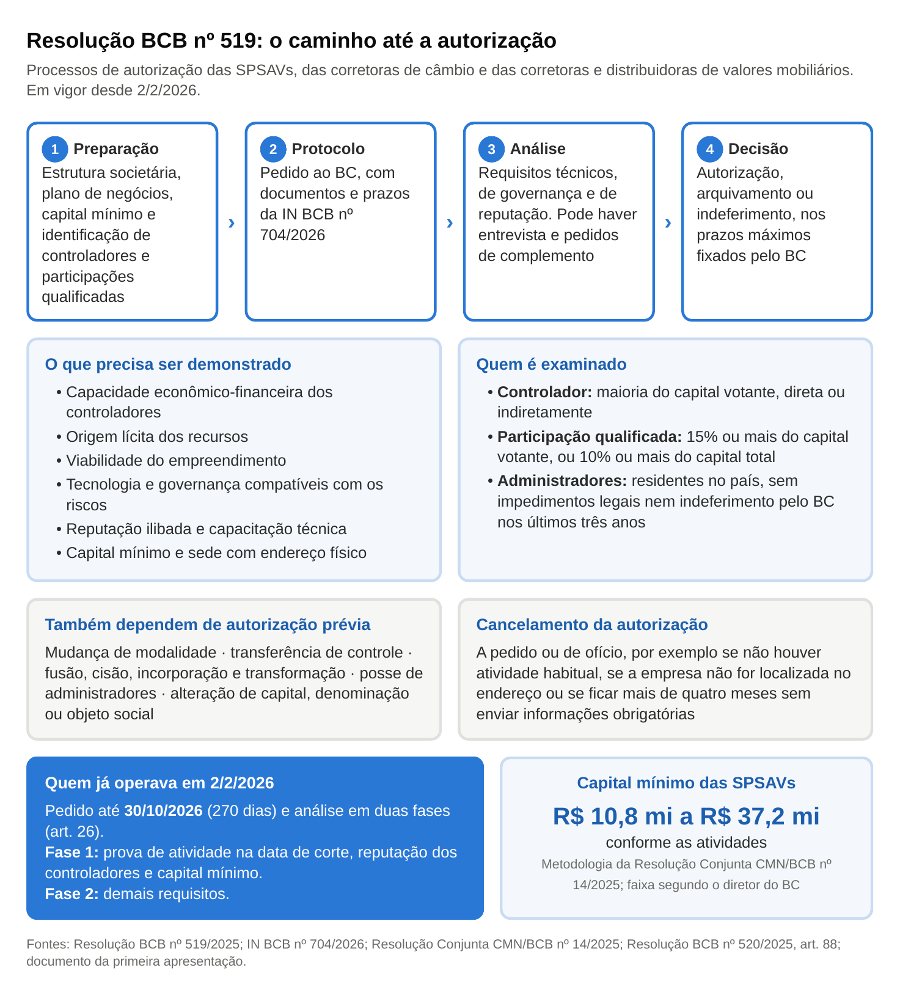 Resolução BCB nº 519: o caminho até a autorização
Processos de autorização das SPSAVs, das corretoras de câmbio e das corretoras e distribuidoras de valores mobiliários.
Em vigor desde 2/2/2026.
1 Preparação
Estrutura societária,
plano de negócios,
capital mínimo e
identificação de
controladores e
participações
qualificadas
›
2 Protocolo
Pedido ao BC, com
documentos e prazos
da IN BCB nº
704/2026
›
3 Análise
Requisitos técnicos,
de governança e de
reputação. Pode haver
entrevista e pedidos
de complemento
›
4 Decisão
Autorização,
arquivamento ou
indeferimento, nos
prazos máximos
fixados pelo BC
O que precisa ser demonstrado
• Capacidade econômico-financeira dos
controladores
• Origem lícita dos recursos
• Viabilidade do empreendimento
• Tecnologia e governança compatíveis com os
riscos
• Reputação ilibada e capacitação técnica
• Capital mínimo e sede com endereço físico
Quem é examinado
• Controlador: maioria do capital votante, direta ou
indiretamente
• Participação qualificada: 15% ou mais do capital
votante, ou 10% ou mais do capital total
• Administradores: residentes no país, sem
impedimentos legais nem indeferimento pelo BC
nos últimos três anos
Também dependem de autorização prévia
Mudança de modalidade · transferência de controle ·
fusão, cisão, incorporação e transformação · posse de
administradores · alteração de capital, denominação
ou objeto social
Cancelamento da autorização
A pedido ou de ofício, por exemplo se não houver
atividade habitual, se a empresa não for localizada no
endereço ou se ficar mais de quatro meses sem
enviar informações obrigatórias
Quem já operava em 2/2/2026
Pedido até 30/10/2026 (270 dias) e análise em duas fases
(art. 26).
Fase 1: prova de atividade na data de corte, reputação dos
controladores e capital mínimo.
Fase 2: demais requisitos.
Capital mínimo das SPSAVs
R$ 10,8 mi a R$ 37,2 mi
conforme as atividades
Metodologia da Resolução Conjunta CMN/BCB nº
14/2025; faixa segundo o diretor do BC
Fontes: Resolução BCB nº 519/2025; IN BCB nº 704/2026; Resolução Conjunta CMN/BCB nº 14/2025; Resolução BCB nº 520/2025, art. 88;
documento da primeira apresentação.